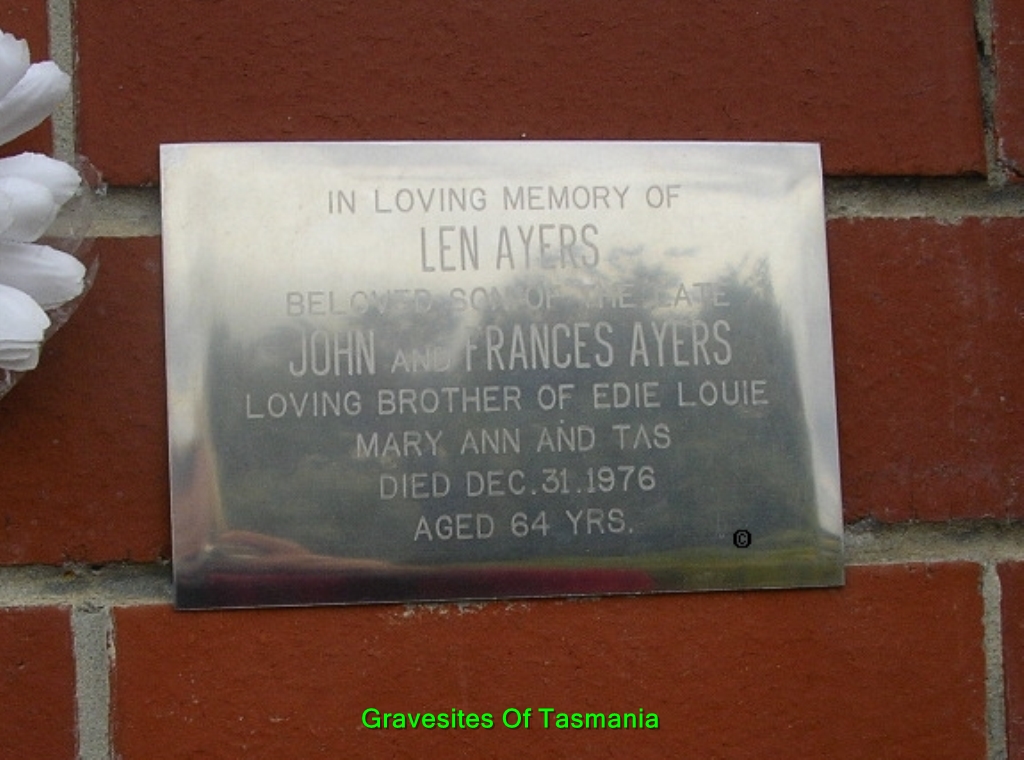 IN LOVING MEMORY OF
LEN AYERS
BELOVED SON OF THE LATE
JOHN AND FRANCES AYERS
LOVING BROTHER OF EDIE LOUIE
MARY ANN AND TAS
DIED DEC.31.1976
AGED 64 YRS.
©
Gravesites Of Tasmania